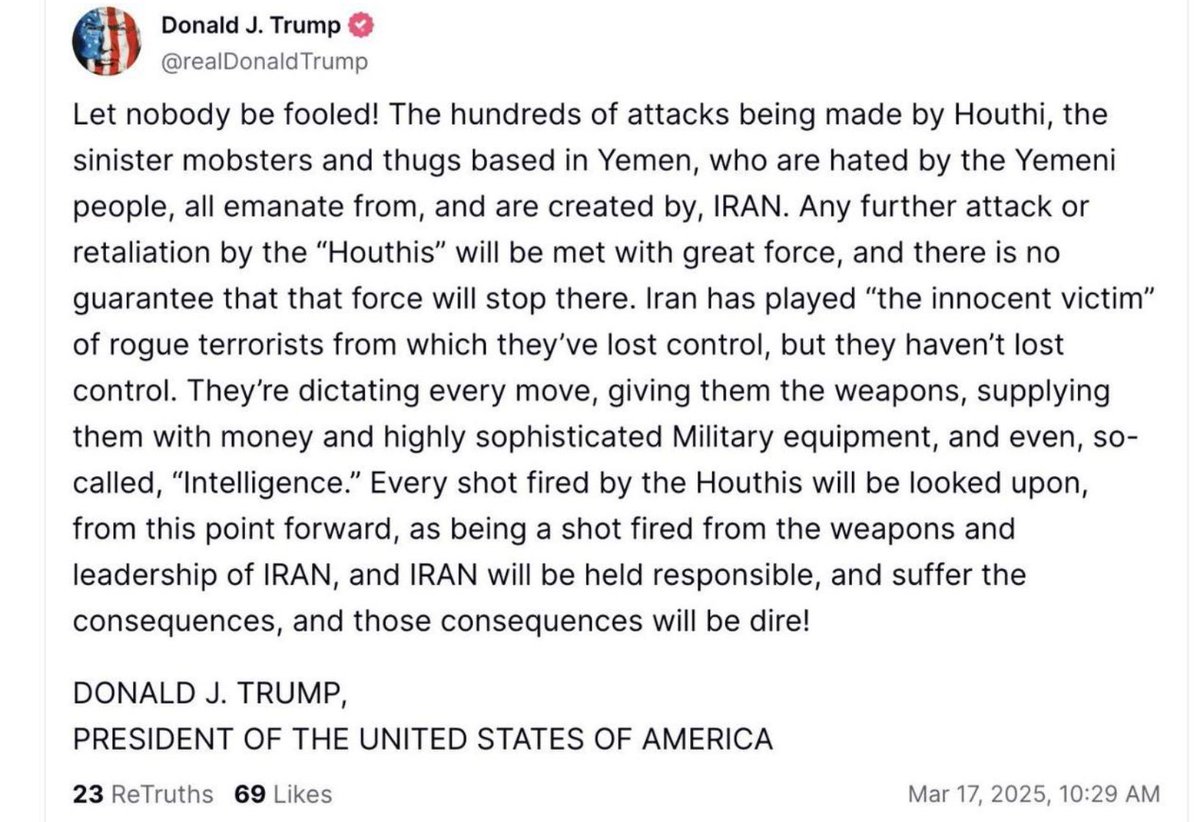 Donald J. Trump
@realDonaldTrump
Let nobody be fooled! The hundreds of attacks being made by Houthi, the
sinister mobsters and thugs based in Yemen, who are hated by the Yemeni
people, all emanate from, and are created by, IRAN. Any further attack or
retaliation by the “Houthis” will be met with great force, and there is no
guarantee that that force will stop there. Iran has played “the innocent victim”
of rogue terrorists from which they’ve lost control, but they haven’t lost
control. They’re dictating every move, giving them the weapons, supplying
them with money and highly sophisticated Military equipment, and even, so-
called, “Intelligence.” Every shot fired by the Houthis will be looked upon,
from this point forward, as being a shot fired from the weapons and
leadership of IRAN, and IRAN will be held responsible, and suffer the
consequences, and those consequences will be dire!
DONALD J. TRUMP,
PRESIDENT OF THE UNITED STATES OF AMERICA
23 ReTruths 69 Likes Mar 17, 2025, 10:29 AM